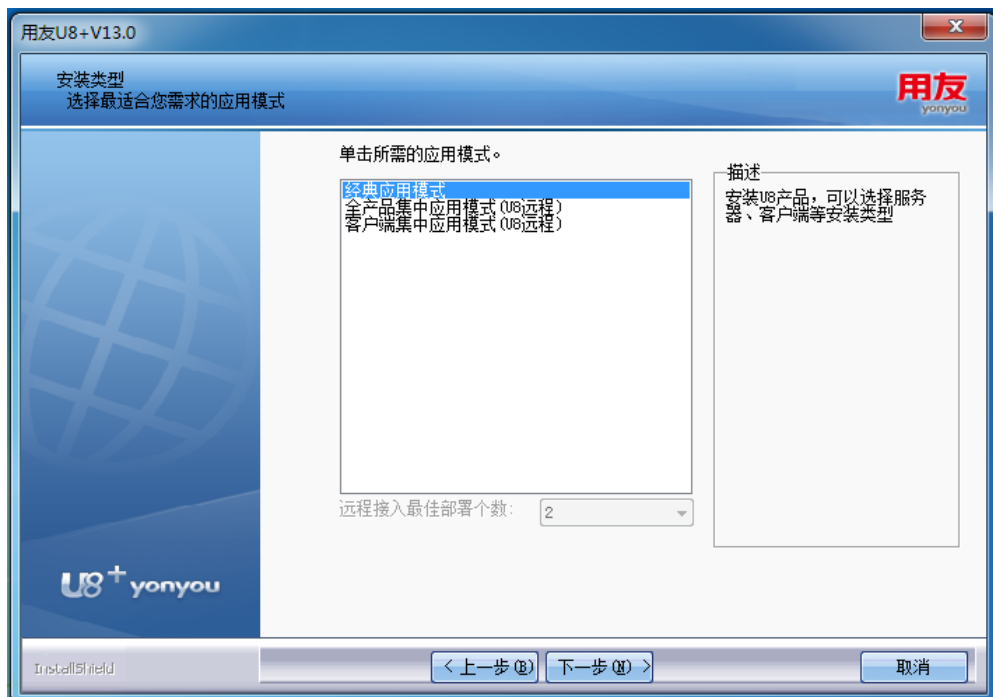 用友U8+V13.0
安装类型
选择最适合您需求的应用模式
用友
yonyou
单击所需的应用模式。
经典应用模式
全产品集中应用模式(U8远程)
客户端集中应用模式(U8远程)
描述
安装U8产品，可以选择服务
器、客户端等安装类型
远程接入最佳部署个数: 2
U8+ yonyou
InstallShield
< 上一步(B) 下一步(N) > 取消